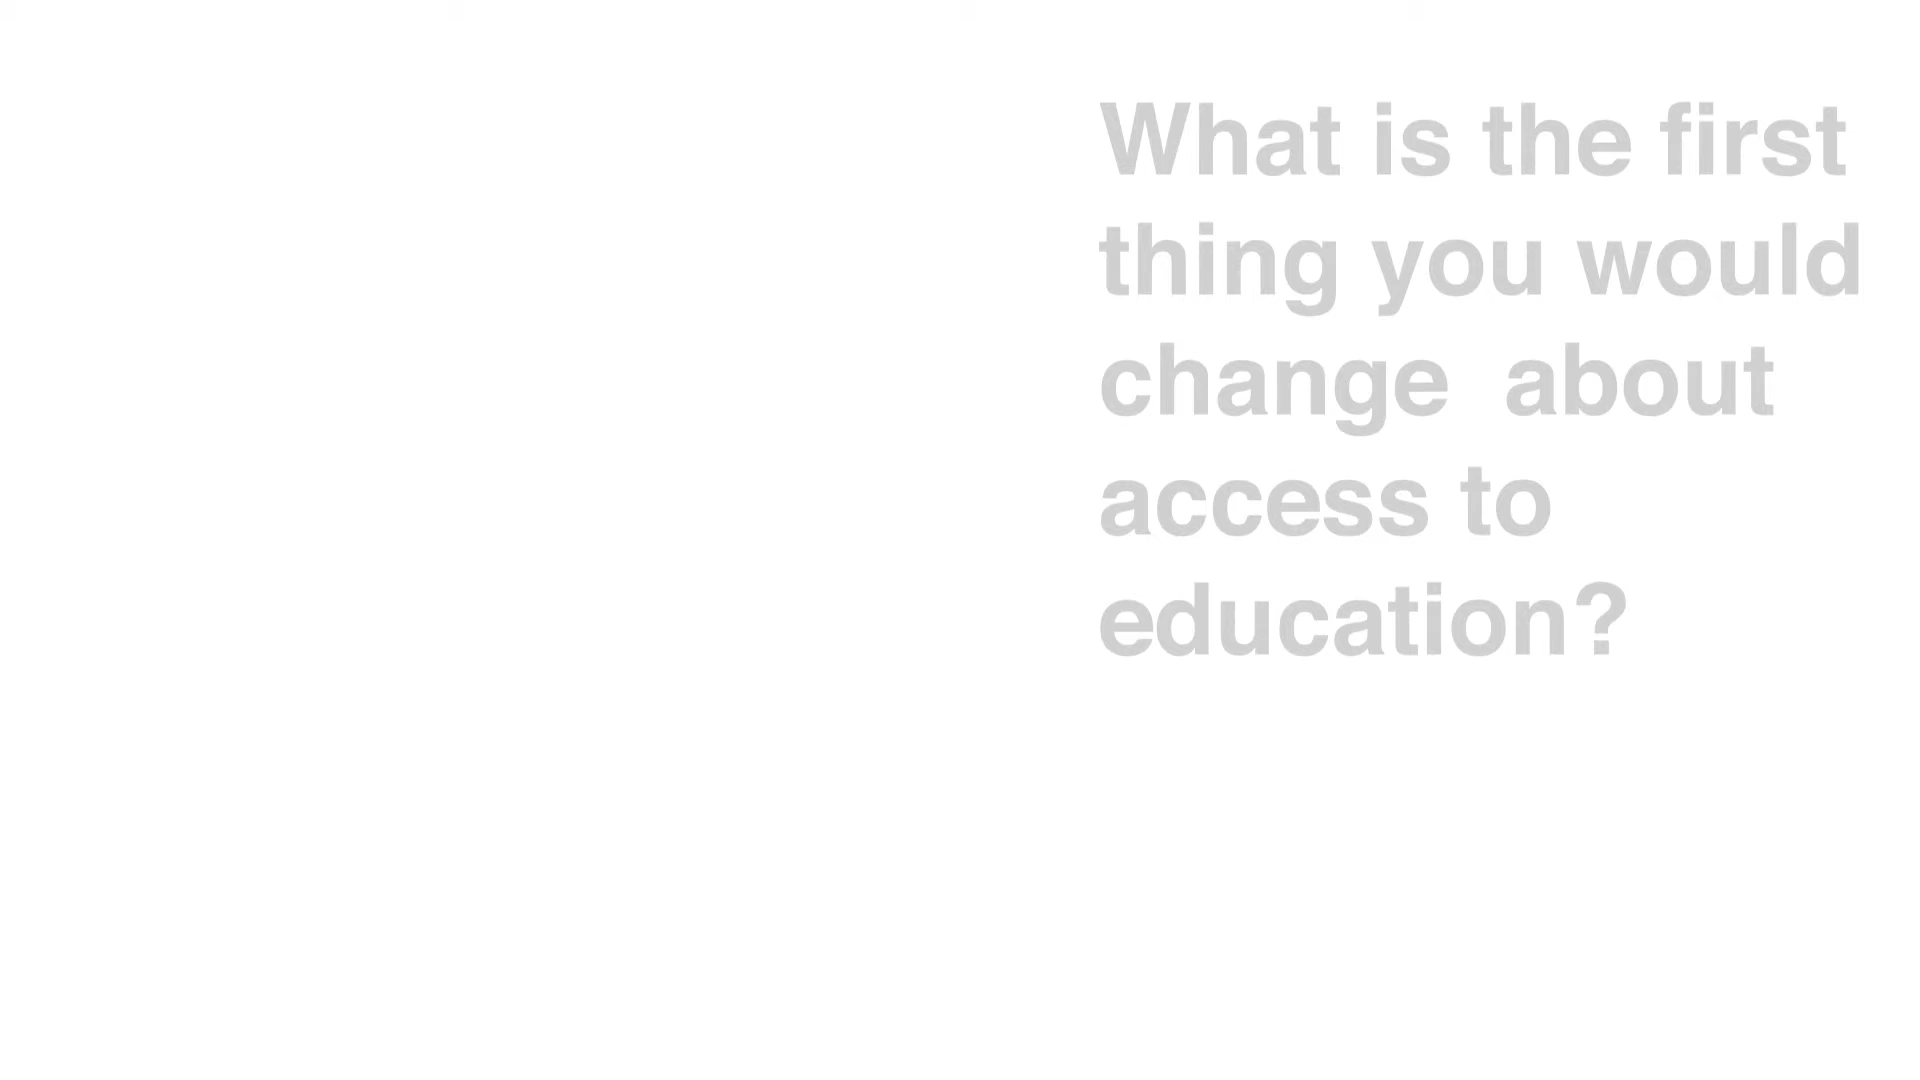 What is the first
thing you would
change  about
access to
education?